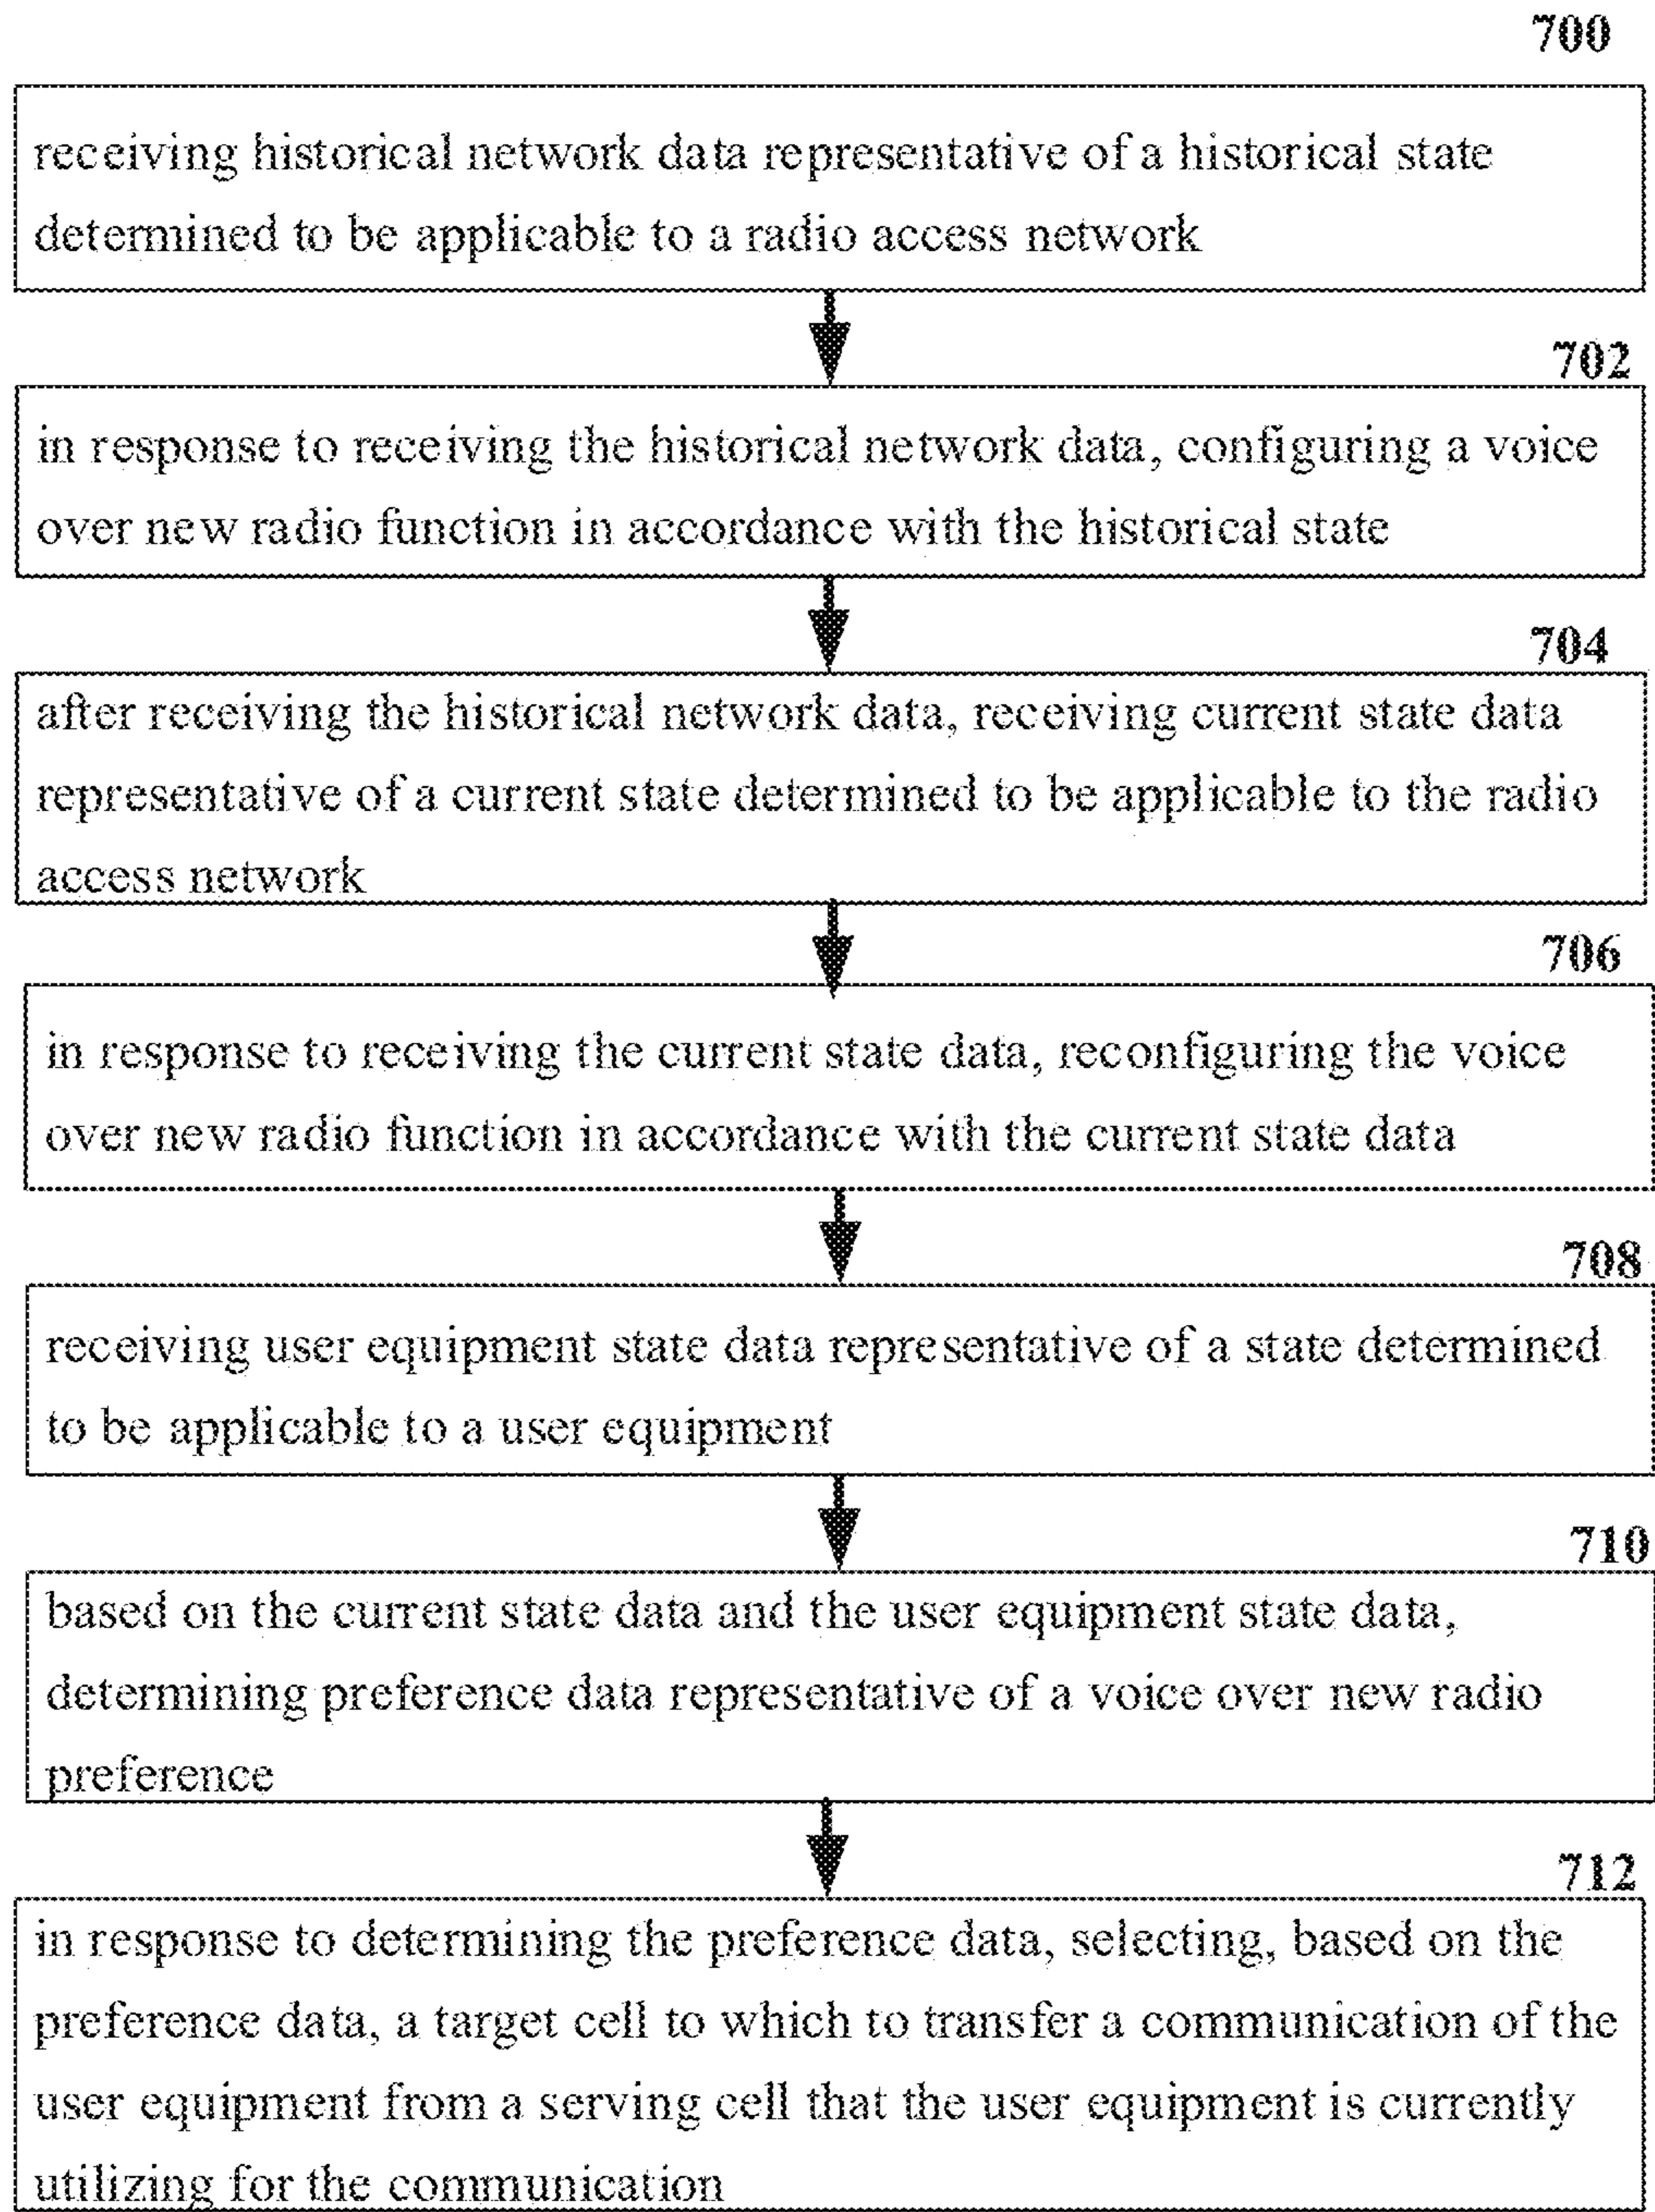 700
receiving historical network data representative of a historical state
determined to be applicable to a radio access network
702
in response to receiving the historical network data, configuring a voice
over new radio function in accordance with the historical state
704
after receiving the historical network data, receiving current state data
representative of a current state determined to be applicable to the radio
access network
706
in response to receiving the current state data, reconfiguring the voice
over new radio function in accordance with the current state data
708
receiving user equipment state data representative of a state determined
to be applicable to a user equipment
710
based on the current state data and the user equipment state data,
determining preference data representative of a voice over new radio
preference
712
in response to determining the preference data, selecting, based on the
preference data, a target cell to which to transfer a communication of the
user equipment from a serving cell that the user equipment is currently
utilizing for the communication